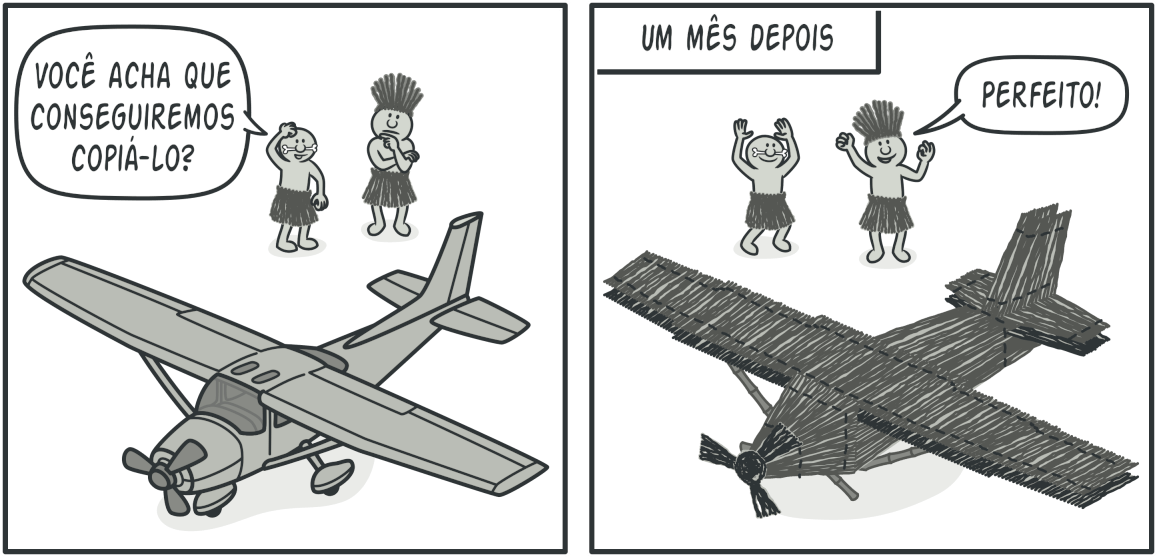 VOCÊ ACHA QUE
CONSEGUIREMOS
COPIÁ-LO?
UM MÊS DEPOIS
PERFEITO!